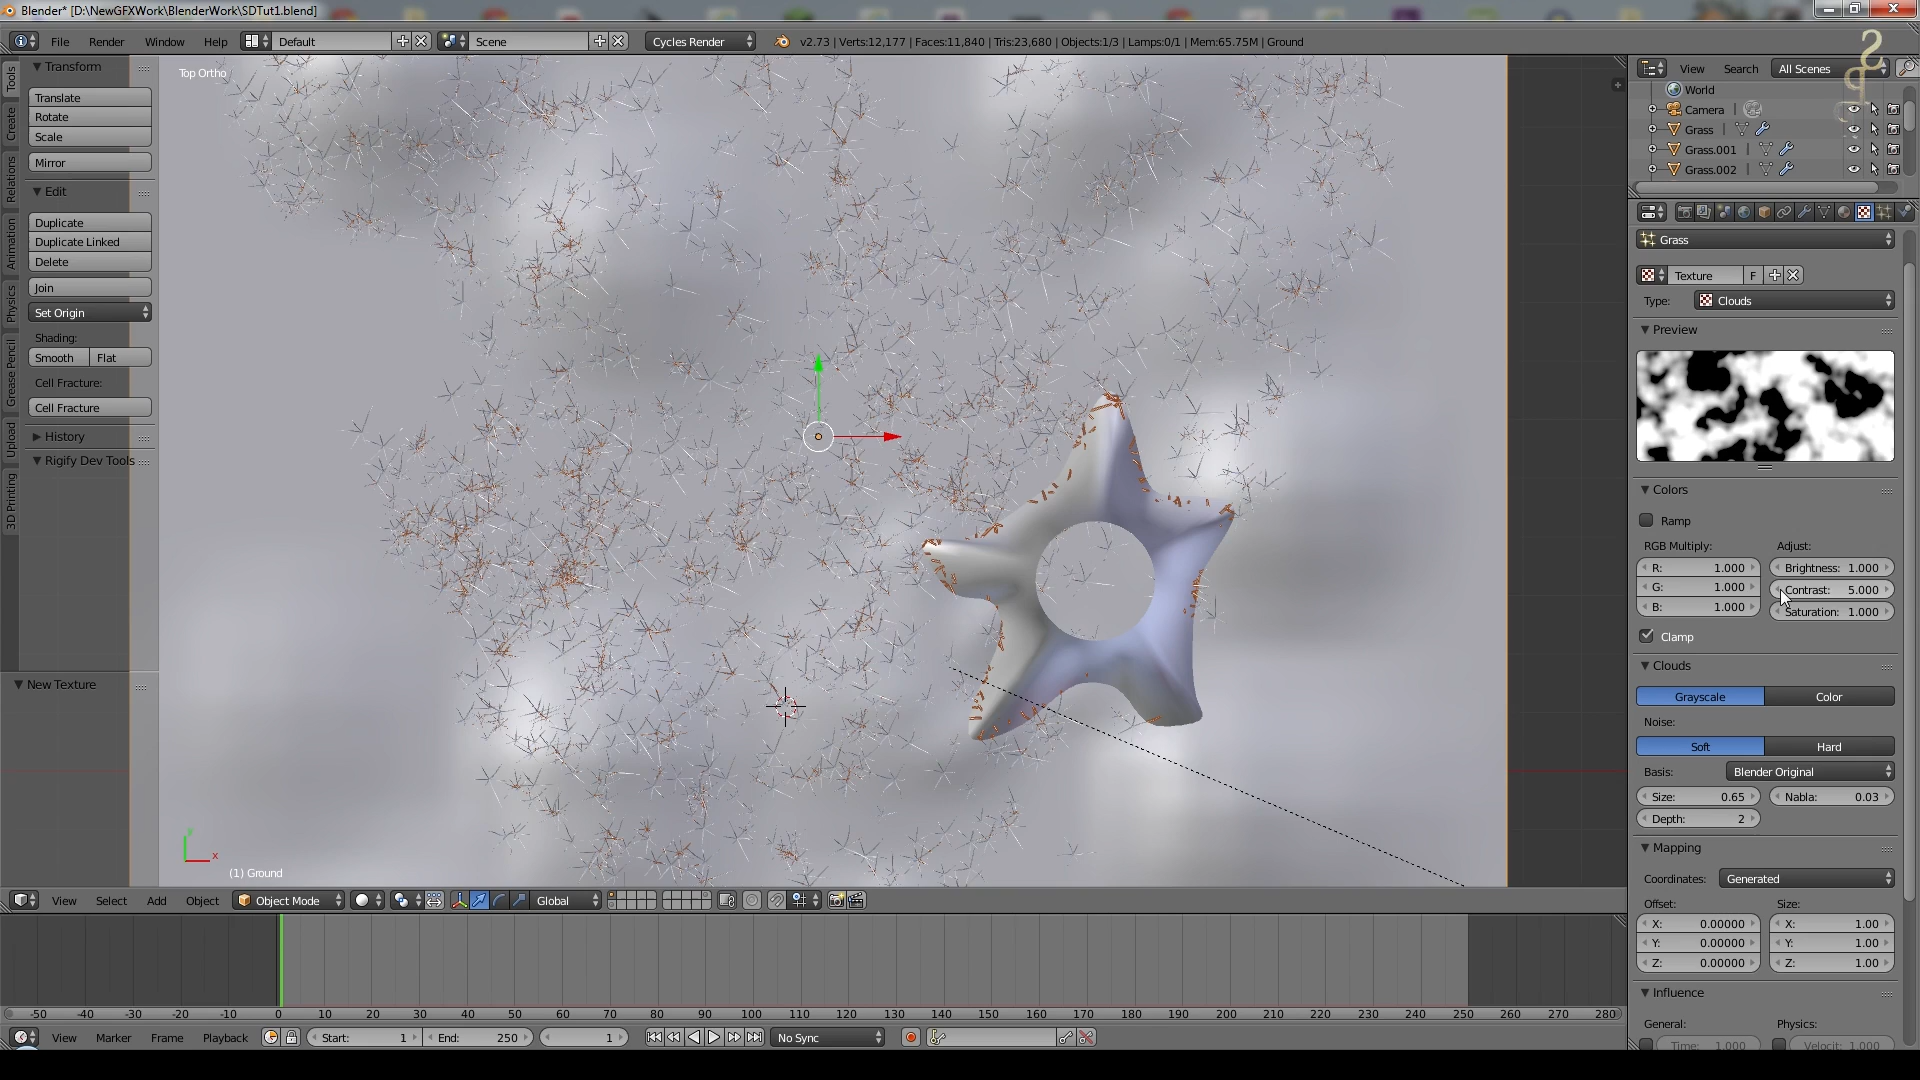 Blender* [D:\NewGFXWork\BlenderWork\SDTut1.blend]
File Render Window Help Default Scene Cycles Render v2.73 | Verts:12,177 | Faces:11,840 | Tris:23,680 | Objects:1/3 | Lamps:0/1 | Mem:65.75M | Ground
Tools
Create
Relations
Animation
Physics
Grease Pencil
Upload
3D Printing
Transform
Translate
Rotate
Scale
Mirror
Edit
Duplicate
Duplicate Linked
Delete
Join
Set Origin
Shading:
Smooth Flat
Cell Fracture:
Cell Fracture
History
Rigify Dev Tools
New Texture
Top Ortho
y
x
(1) Ground
View Select Add Object Object Mode Global
-50 -40 -30 -20 -10 0 10 20 30 40 50 60 70 80 90 100 110 120 130 140 150 160 170 180 190 200 210 220 230 240 250 260 270 280
View Marker Frame Playback Start: 1 End: 250 1 No Sync
View Search All Scenes
World
Camera
Grass
Grass.001
Grass.002
Grass
Texture F
Type: Clouds
Preview
Colors
Ramp
RGB Multiply: Adjust:
R: 1.000 Brightness: 1.000
G: 1.000 Contrast: 5.000
B: 1.000 Saturation: 1.000
Clamp
Clouds
Grayscale Color
Noise:
Soft Hard
Basis: Blender Original
Size: 0.65 Nabla: 0.03
Depth: 2
Mapping
Coordinates: Generated
Offset: Size:
X: 0.00000 X: 1.00
Y: 0.00000 Y: 1.00
Z: 0.00000 Z: 1.00
Influence
General: Physics:
Time: 1.000 Velocit: 1.000